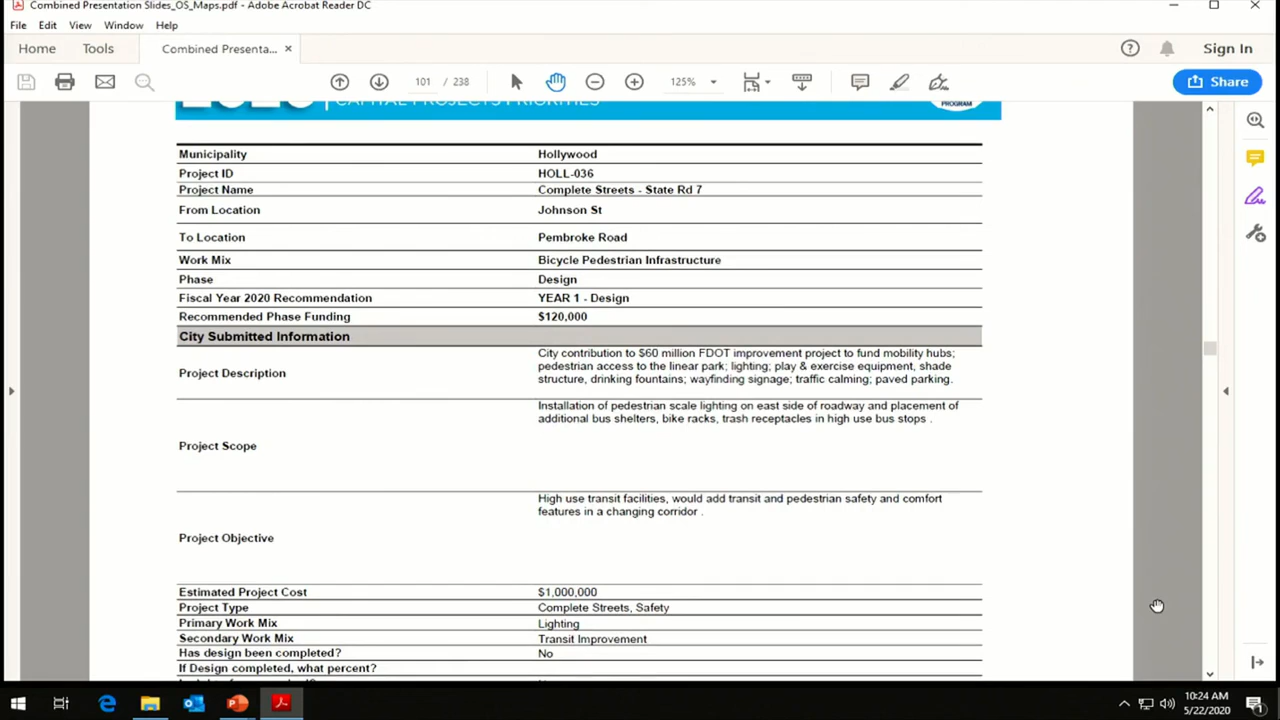 Combined Presentation Slides_OS_Maps.pdf - Adobe Acrobat Reader DC
File Edit View Window Help
Home Tools Combined Presenta... × Sign In
101 / 238 125% Share
CAPITAL PROJECTS PRIORITIES PROGRAM
Municipality Hollywood
Project ID HOLL-036
Project Name Complete Streets - State Rd 7
From Location Johnson St
To Location Pembroke Road
Work Mix Bicycle Pedestrian Infrastructure
Phase Design
Fiscal Year 2020 Recommendation YEAR 1 - Design
Recommended Phase Funding $120,000
City Submitted Information
Project Description City contribution to $60 million FDOT improvement project to fund mobility hubs;
pedestrian access to the linear park; lighting; play & exercise equipment, shade
structure, drinking fountains; wayfinding signage; traffic calming; paved parking.
Project Scope Installation of pedestrian scale lighting on east side of roadway and placement of
additional bus shelters, bike racks, trash receptacles in high use bus stops .
Project Objective High use transit facilities, would add transit and pedestrian safety and comfort
features in a changing corridor .
Estimated Project Cost $1,000,000
Project Type Complete Streets, Safety
Primary Work Mix Lighting
Secondary Work Mix Transit Improvement
Has design been completed? No
If Design completed, what percent?
10:24 AM
5/22/2020